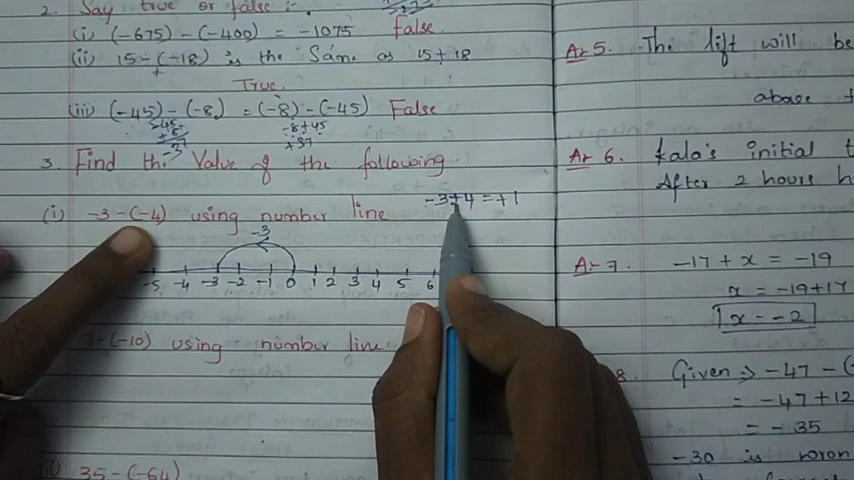 2. Say true or false :-
(i) (-675) - (-400) = -1075 False.
(ii) 15 - (-18) is the same as 15 + 18
+
True.
(iii) (-45) - (-8) = (-8) - (-45) False
-45
+8
-37
-8+45
+37
3. Find the Value of the following.
(i) -3 - (-4) using number line
-3+4 = +1
-3
-5 -4 -3 -2 -1 0 1 2 3 4 5 6
7 - (-10) using number line
35 - (-64)
Ar 5. The lift will be
above
Ar 6. Kala's initial
After 2 hours
Ar 7. -17 + x = -19
x = -19+17
x = -2
8. Given :> -47 -
= -47+12
= -35
-30 is